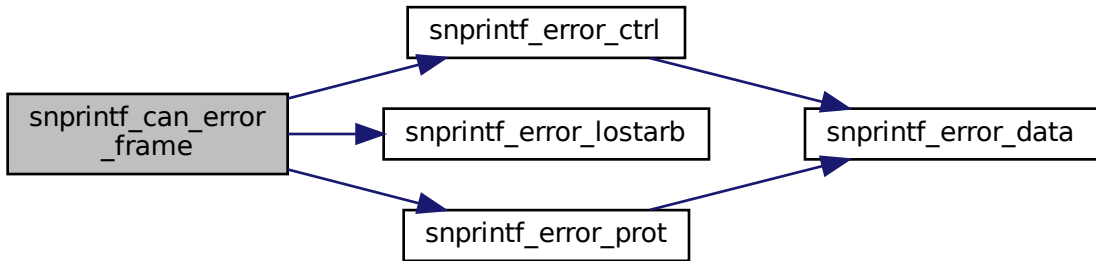 snprintf_can_error
_frame
snprintf_error_ctrl
snprintf_error_lostarb
snprintf_error_prot
snprintf_error_data